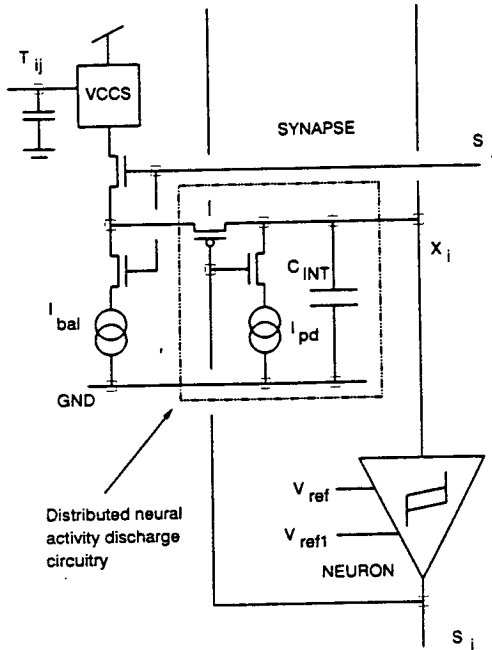 T ij
VCCS
SYNAPSE
S
I
X i
C INT
I bal
I pd
GND
Distributed neural
activity discharge
circuitry
V ref
V ref1
NEURON
S i